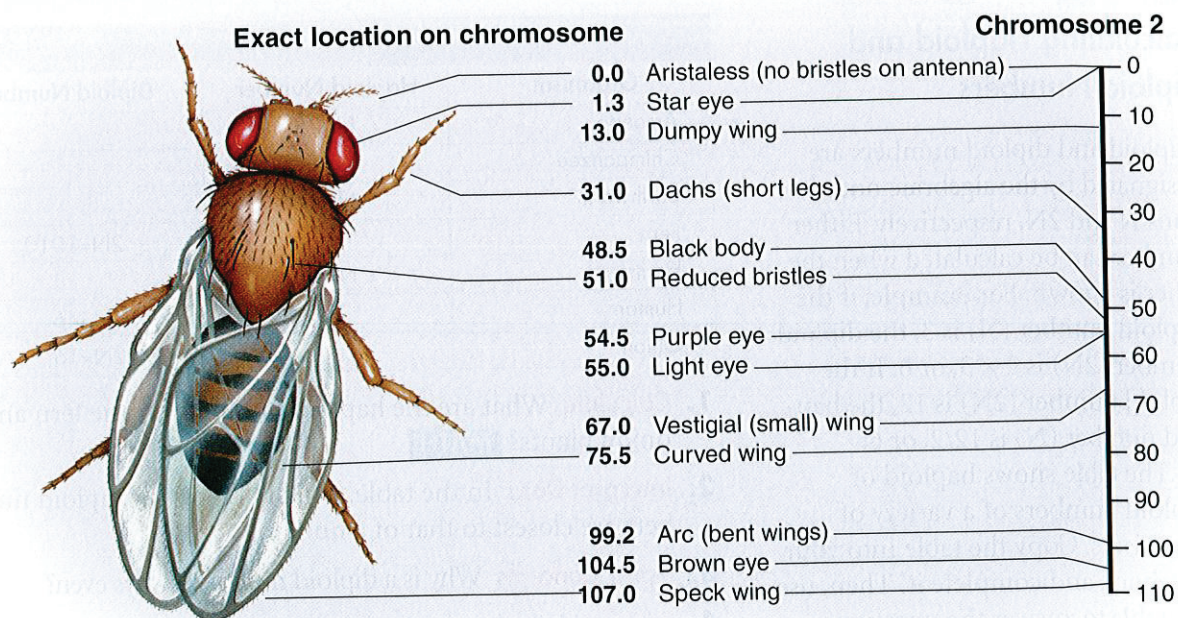 Exact location on chromosome
Chromosome 2
0.0 Aristaless (no bristles on antenna)
1.3 Star eye
13.0 Dumpy wing
31.0 Dachs (short legs)
48.5 Black body
51.0 Reduced bristles
54.5 Purple eye
55.0 Light eye
67.0 Vestigial (small) wing
75.5 Curved wing
99.2 Arc (bent wings)
104.5 Brown eye
107.0 Speck wing
0
10
20
30
40
50
60
70
80
90
100
110